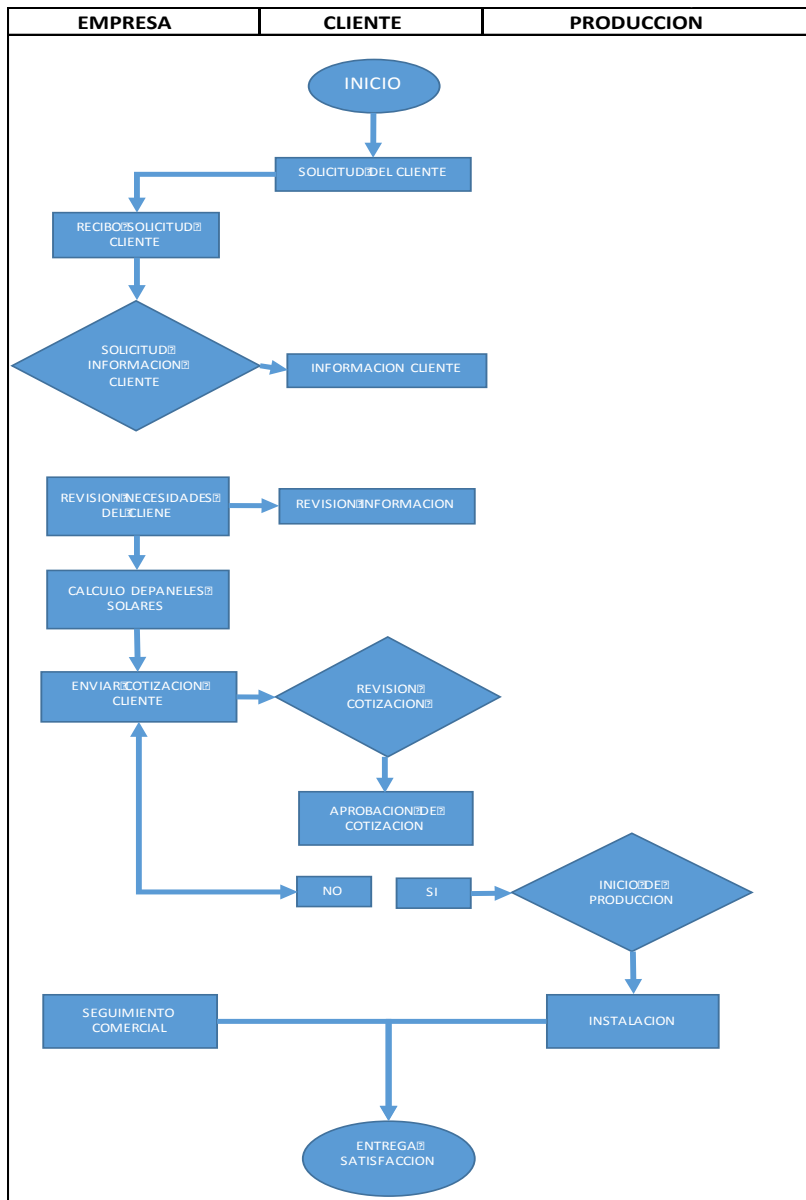 EMPRESA CLIENTE PRODUCCION
INICIO
SOLICITUD DEL CLIENTE
RECIBO SOLICITUD
CLIENTE
SOLICITUD
INFORMACION
CLIENTE
INFORMACION CLIENTE
REVISION NECESIDADES
DEL CLIENE
REVISION INFORMACION
CALCULO DEPANELES
SOLARES
ENVIAR COTIZACION
CLIENTE
REVISION
COTIZACION
APROBACION DE
COTIZACION
NO
SI
INICIO DE
PRODUCCION
SEGUIMIENTO
COMERCIAL
INSTALACION
ENTREGA
SATISFACCION